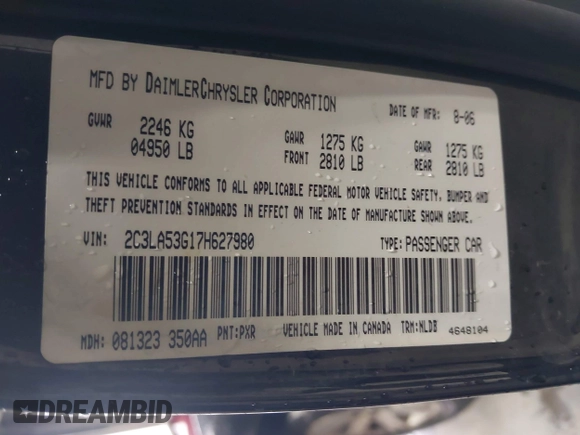 MFD BY DAIMLERCHRYSLER CORPORATION DATE OF MFR: 8-06
GVWR 2246 KG GAWR 1275 KG GAWR 1275 KG
04950 LB FRONT 2810 LB REAR 2810 LB
THIS VEHICLE CONFORMS TO ALL APPLICABLE FEDERAL MOTOR VEHICLE SAFETY, BUMPER AND
THEFT PREVENTION STANDARDS IN EFFECT ON THE DATE OF MANUFACTURE SHOWN ABOVE.
VIN: 2C3LA53G17H627980 TYPE: PASSENGER CAR
MDH: 081323 350AA PNT:PXR VEHICLE MADE IN CANADA TRM:NLDB 4648104
DREAMBID